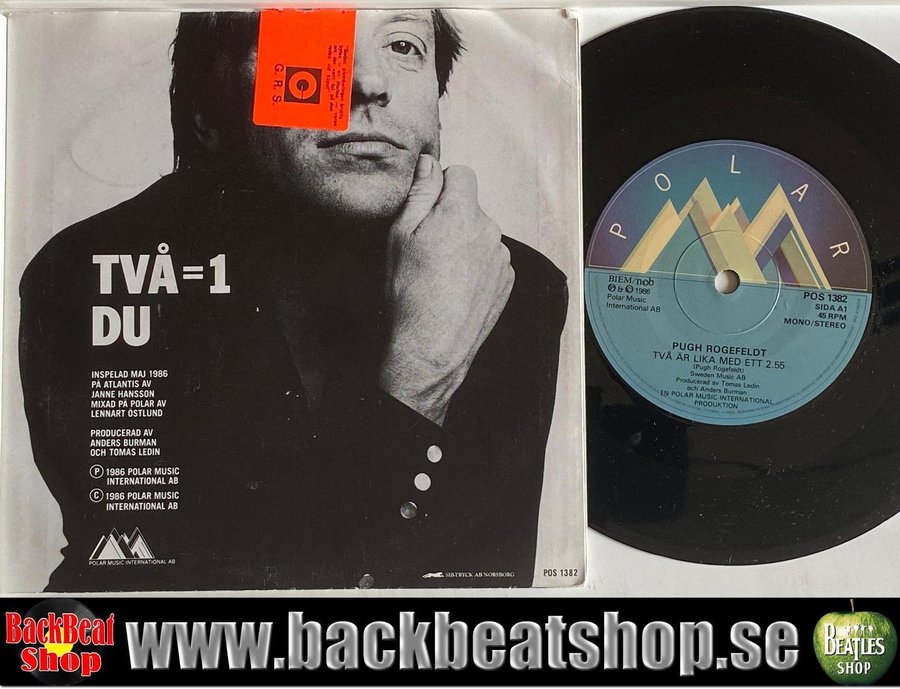 G.R.S.
TVÅ=1
DU
INSPELAD MAJ 1986
PÅ ATLANTIS AV
JANNE HANSSON
MIXAD PÅ POLAR AV
LENNART ÖSTLUND
PRODUCERAD AV
ANDERS BURMAN
OCH TOMAS LEDIN
Ⓟ 1986 POLAR MUSIC
INTERNATIONAL AB
© 1986 POLAR MUSIC
INTERNATIONAL AB
POLAR MUSIC INTERNATIONAL AB
SIB-TRYCK AB NORSBORG
POS 1382
POLAR
BIEM/ncb
Ⓟ & © 1986
Polar Music
International AB
POS 1382
SIDA A1
45 RPM
MONO/STEREO
PUGH ROGEFELDT
TVÅ ÄR LIKA MED ETT 2.55
(Pugh Rogefeldt)
Sweden Music AB
Producerad av Tomas Ledin
och Anders Burman
EN POLAR MUSIC INTERNATIONAL
PRODUKTION
BackBeat
Shop
www.backbeatshop.se
BEATLES
SHOP